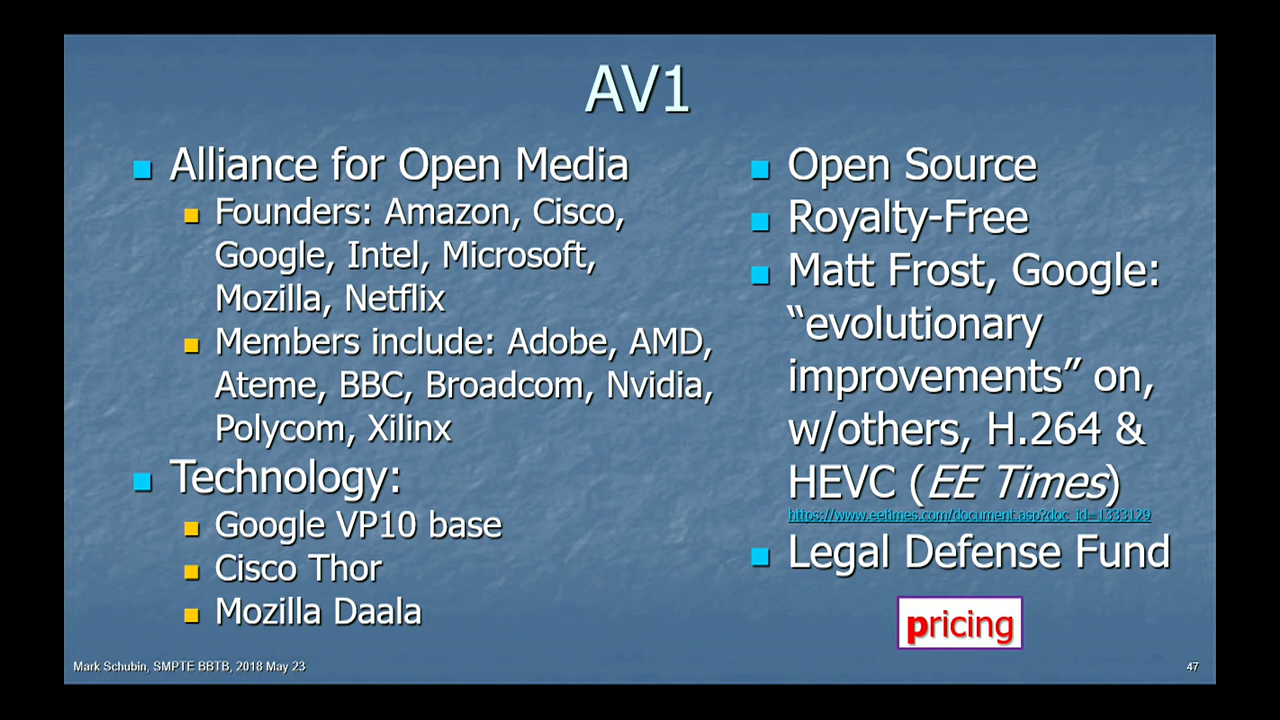 AV1
Alliance for Open Media
Founders: Amazon, Cisco,
Google, Intel, Microsoft,
Mozilla, Netflix
Members include: Adobe, AMD,
Ateme, BBC, Broadcom, Nvidia,
Polycom, Xilinx
Technology:
Google VP10 base
Cisco Thor
Mozilla Daala
Open Source
Royalty-Free
Matt Frost, Google:
“evolutionary
improvements” on,
w/others, H.264 &
HEVC (EE Times)
https://www.eetimes.com/document.asp?doc_id=1333129
Legal Defense Fund
pricing
Mark Schubin, SMPTE BBTB, 2018 May 23
47